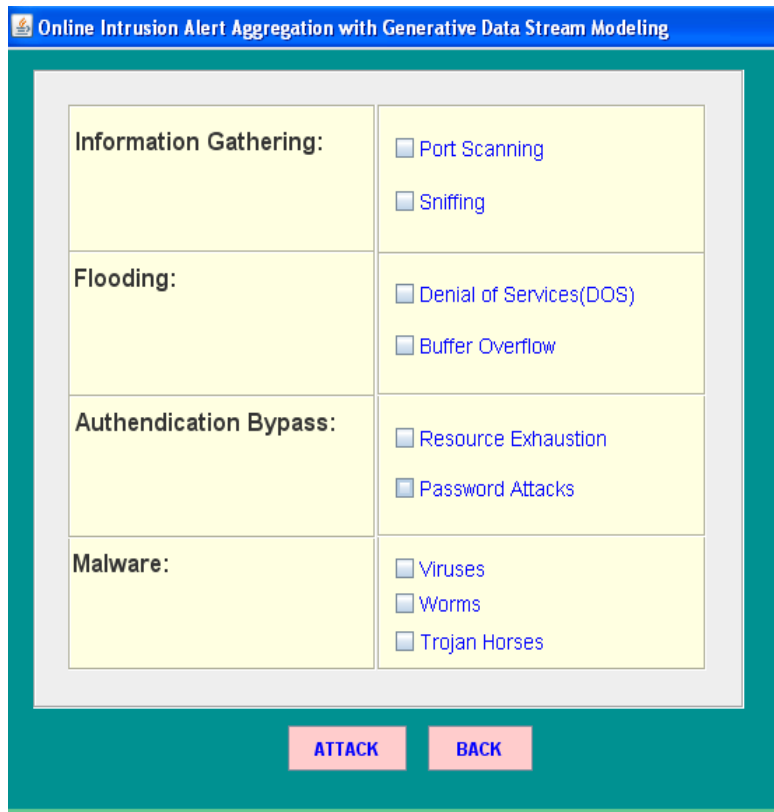 Online Intrusion Alert Aggregation with Generative Data Stream Modeling
Information Gathering:
Port Scanning
Sniffing
Flooding:
Denial of Services(DOS)
Buffer Overflow
Authendication Bypass:
Resource Exhaustion
Password Attacks
Malware:
Viruses
Worms
Trojan Horses
ATTACK
BACK